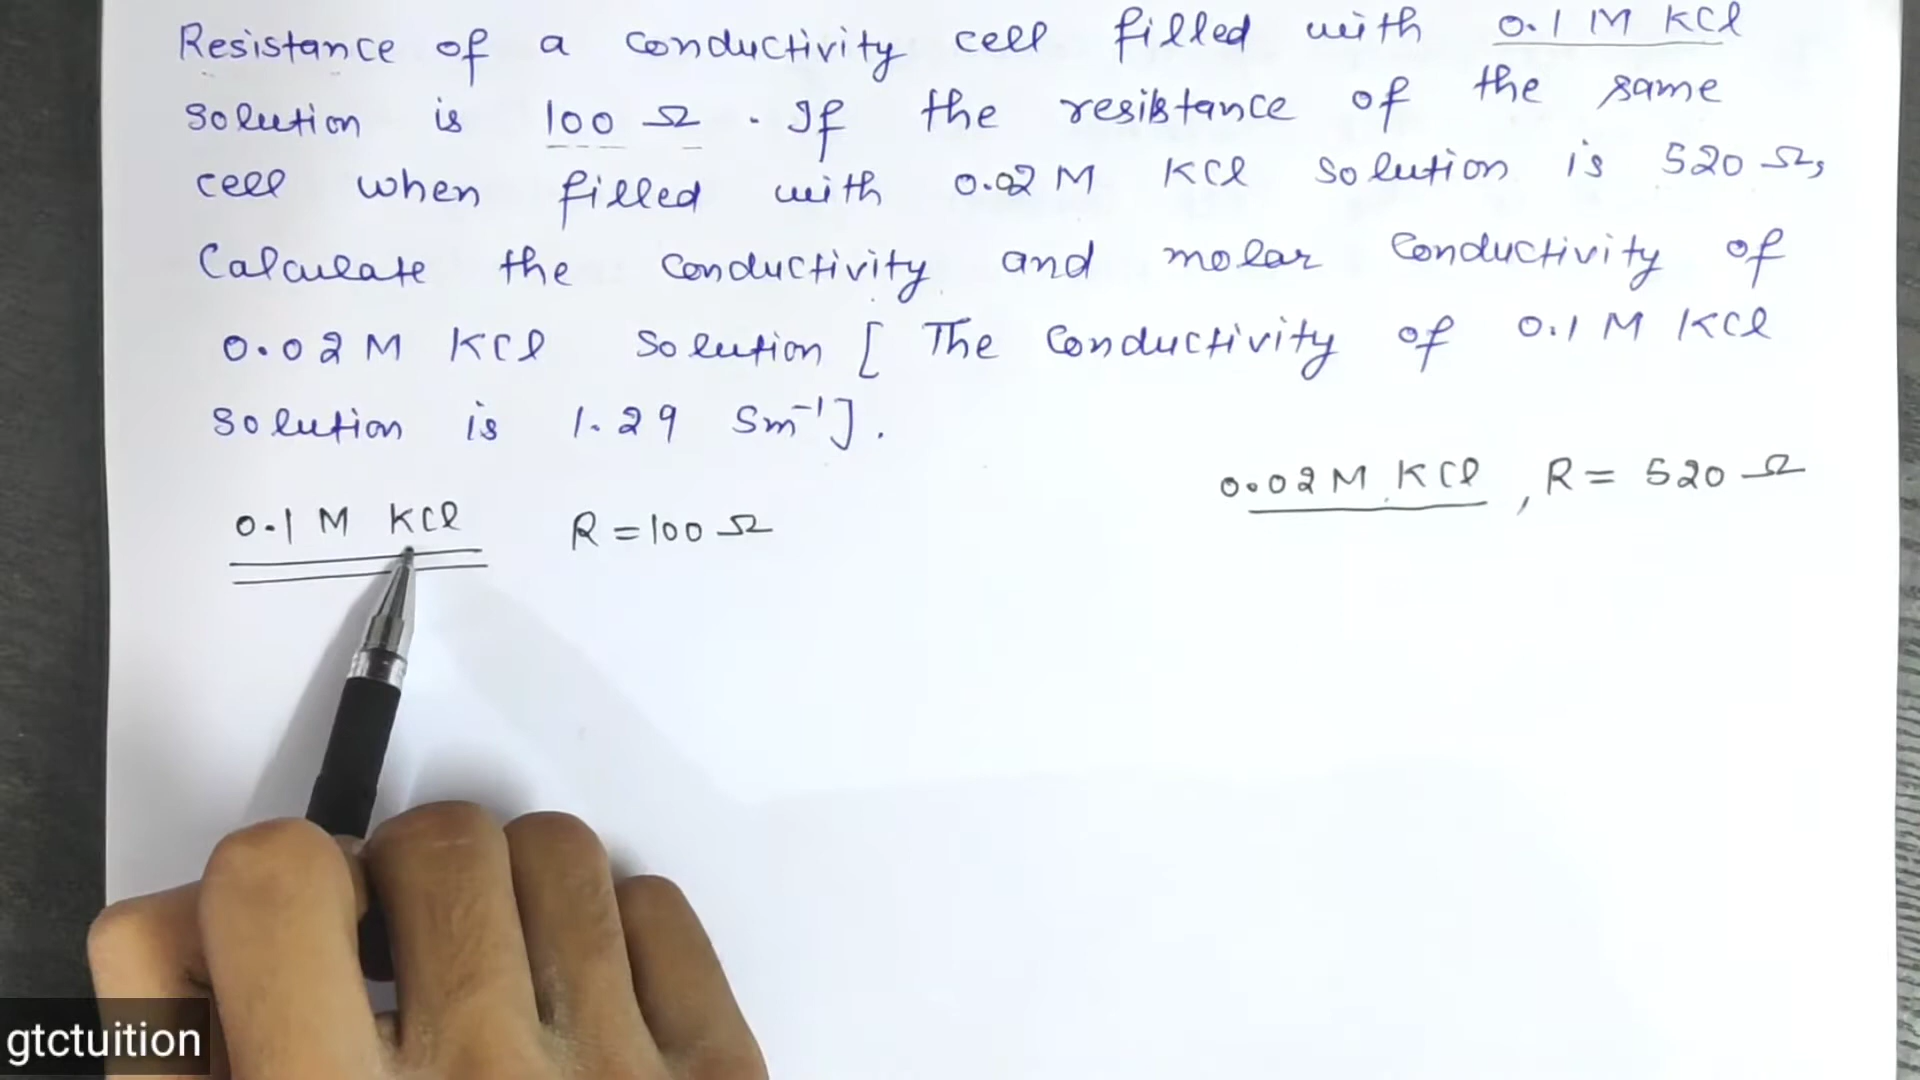 Resistance of a conductivity cell filled with 0.1 M KCl
solution is 100 Ω . If the resistance of the same
cell when filled with 0.02 M KCl solution is 520 Ω,
Calculate the conductivity and molar conductivity of
0.02 M KCl solution [ The conductivity of 0.1 M KCl
solution is 1.29 Sm⁻¹].
0.02 M KCl , R = 520 Ω
0.1 M KCl R = 100 Ω
gtctuition